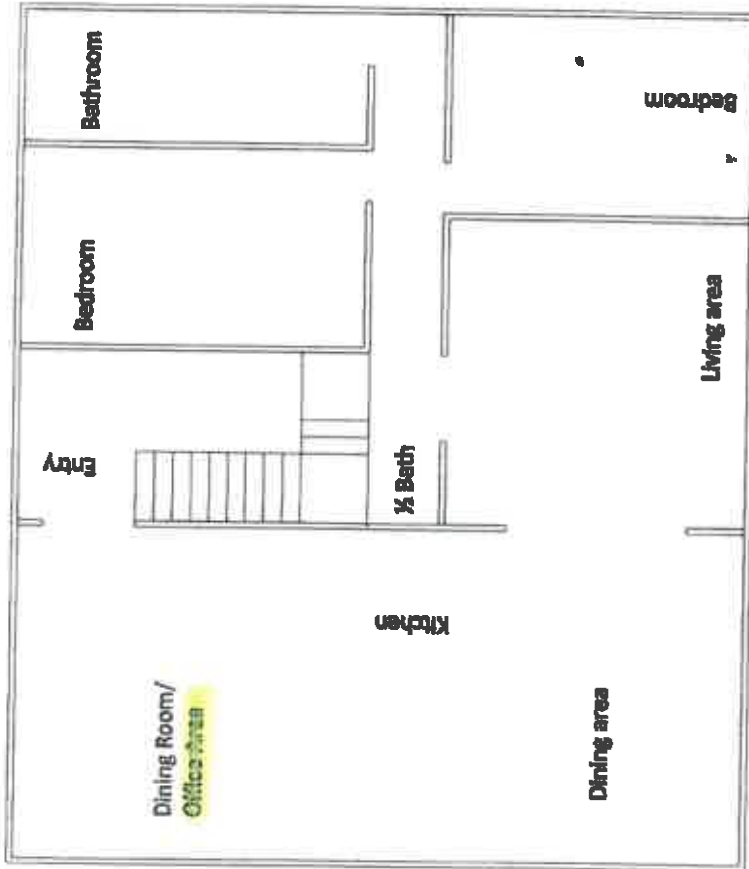 Bathroom
Bedroom
Bedroom
Entry
Living area
½ Bath
Kitchen
Dining Room/
Office Area
Dining area